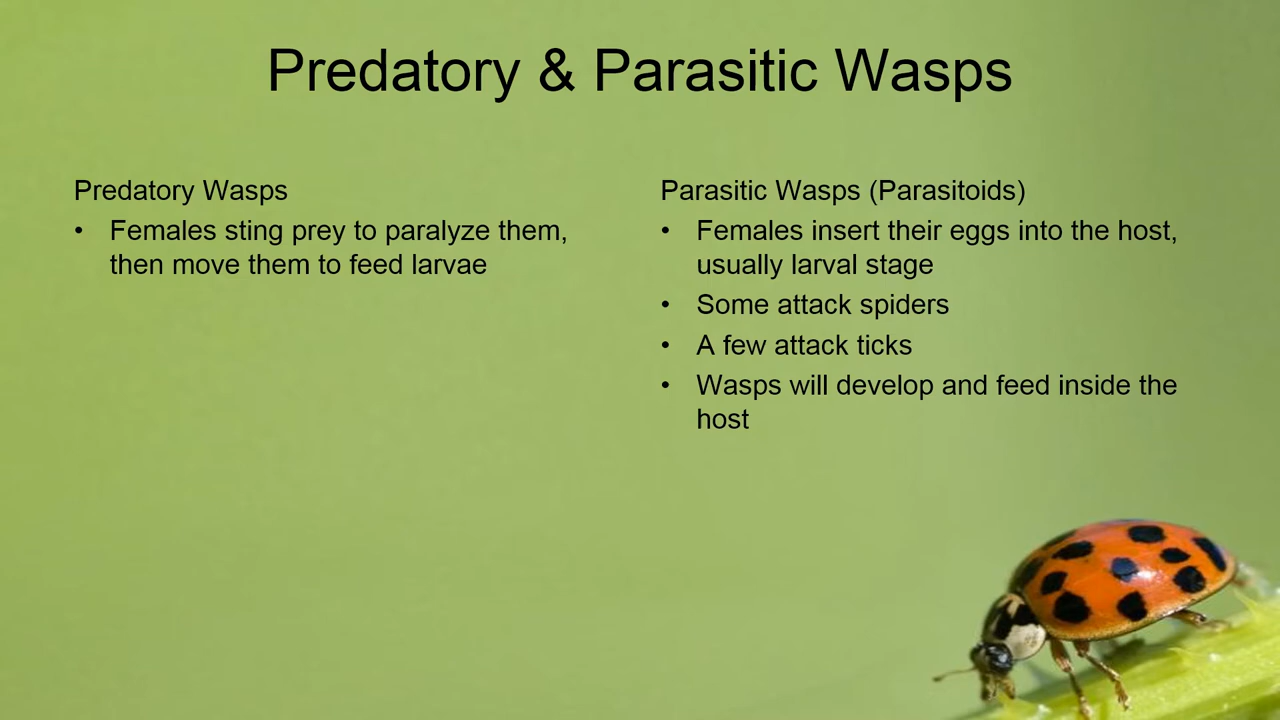 Predatory & Parasitic Wasps
Predatory Wasps
• Females sting prey to paralyze them,
then move them to feed larvae
Parasitic Wasps (Parasitoids)
• Females insert their eggs into the host,
usually larval stage
• Some attack spiders
• A few attack ticks
• Wasps will develop and feed inside the
host